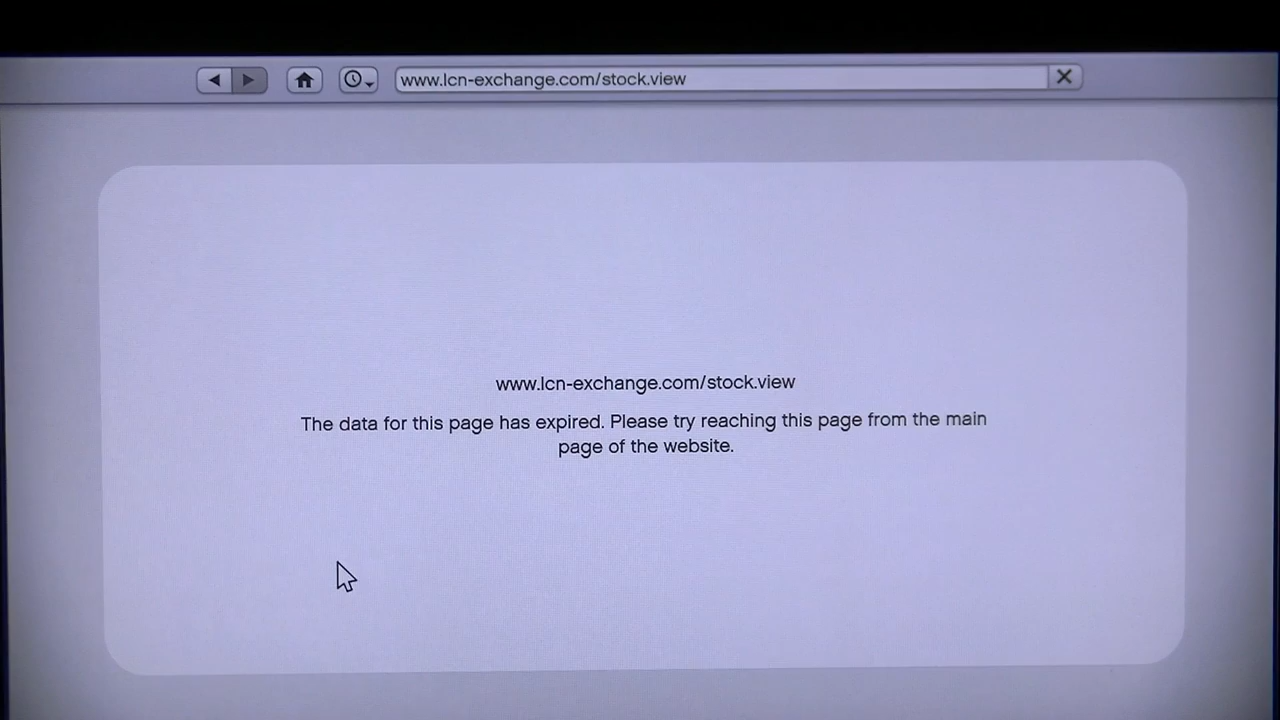 www.lcn-exchange.com/stock.view
www.lcn-exchange.com/stock.view
The data for this page has expired. Please try reaching this page from the main
page of the website.